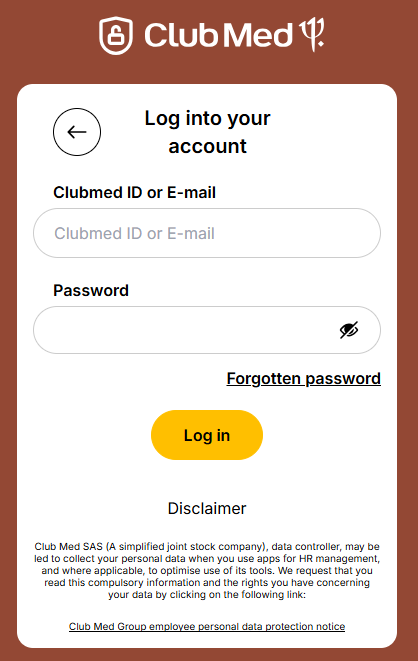 Club Med
Log into your
account
Clubmed ID or E-mail
Clubmed ID or E-mail
Password
Forgotten password
Log in
Disclaimer
Club Med SAS (A simplified joint stock company), data controller, may be
led to collect your personal data when you use apps for HR management,
and where applicable, to optimise use of its tools. We request that you
read this compulsory information and the rights you have concerning
your data by clicking on the following link:
Club Med Group employee personal data protection notice